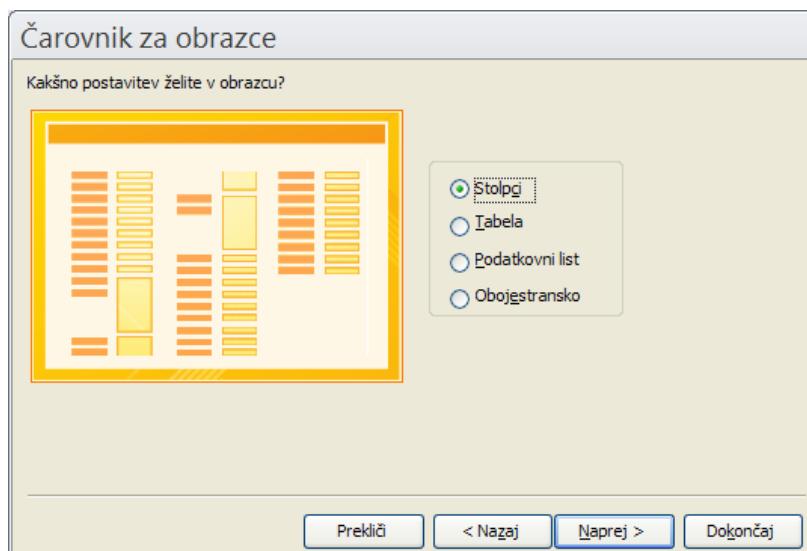 Čarovnik za obrazce
Kakšno postavitev želite v obrazcu?
Stolpci
Tabela
Podatkovni list
Obojestransko
Prekliči
< Nazaj
Naprej >
Dokončaj